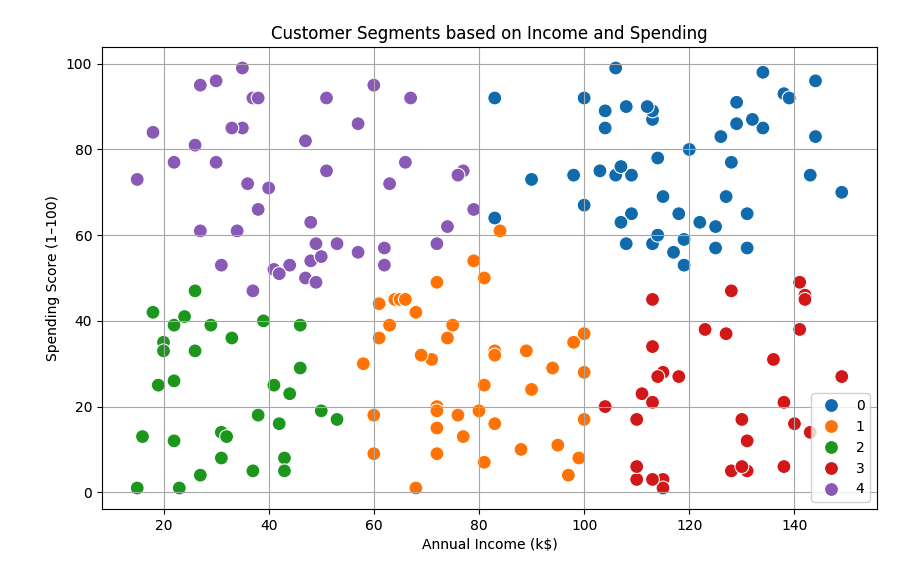 Customer Segments based on Income and Spending
Spending Score (1–100)
100
80
60
40
20
0
20 40 60 80 100 120 140
Annual Income (k$)
0
1
2
3
4